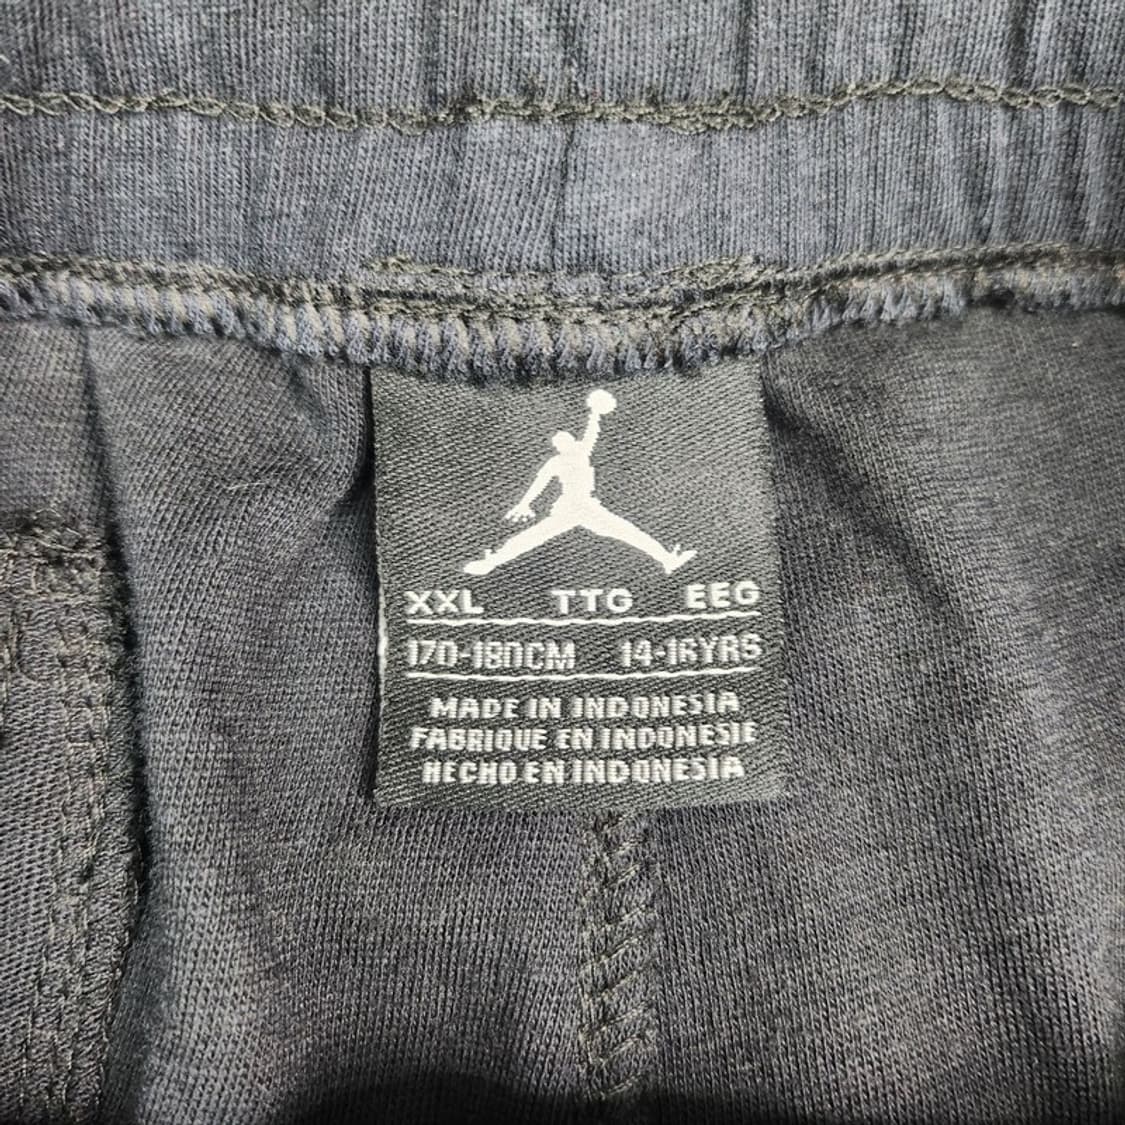 XXL TTG EEG
170-180CM 14-16YRS
MADE IN INDONESIA
FABRIQUE EN INDONESIE
HECHO EN INDONESIA